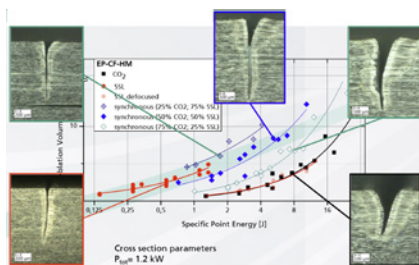 EP-CF-HM
CO₂
SSL
SSL defocused
synchronous (25% CO2, 75% SSL)
synchronous (50% CO2, 50% SSL)
synchronous (75% CO2, 25% SSL)
10
0,125 0,25 0,5 1 2 4 8 16
Specific Point Energy [J]
Cross section parameters
= 1.2 kW